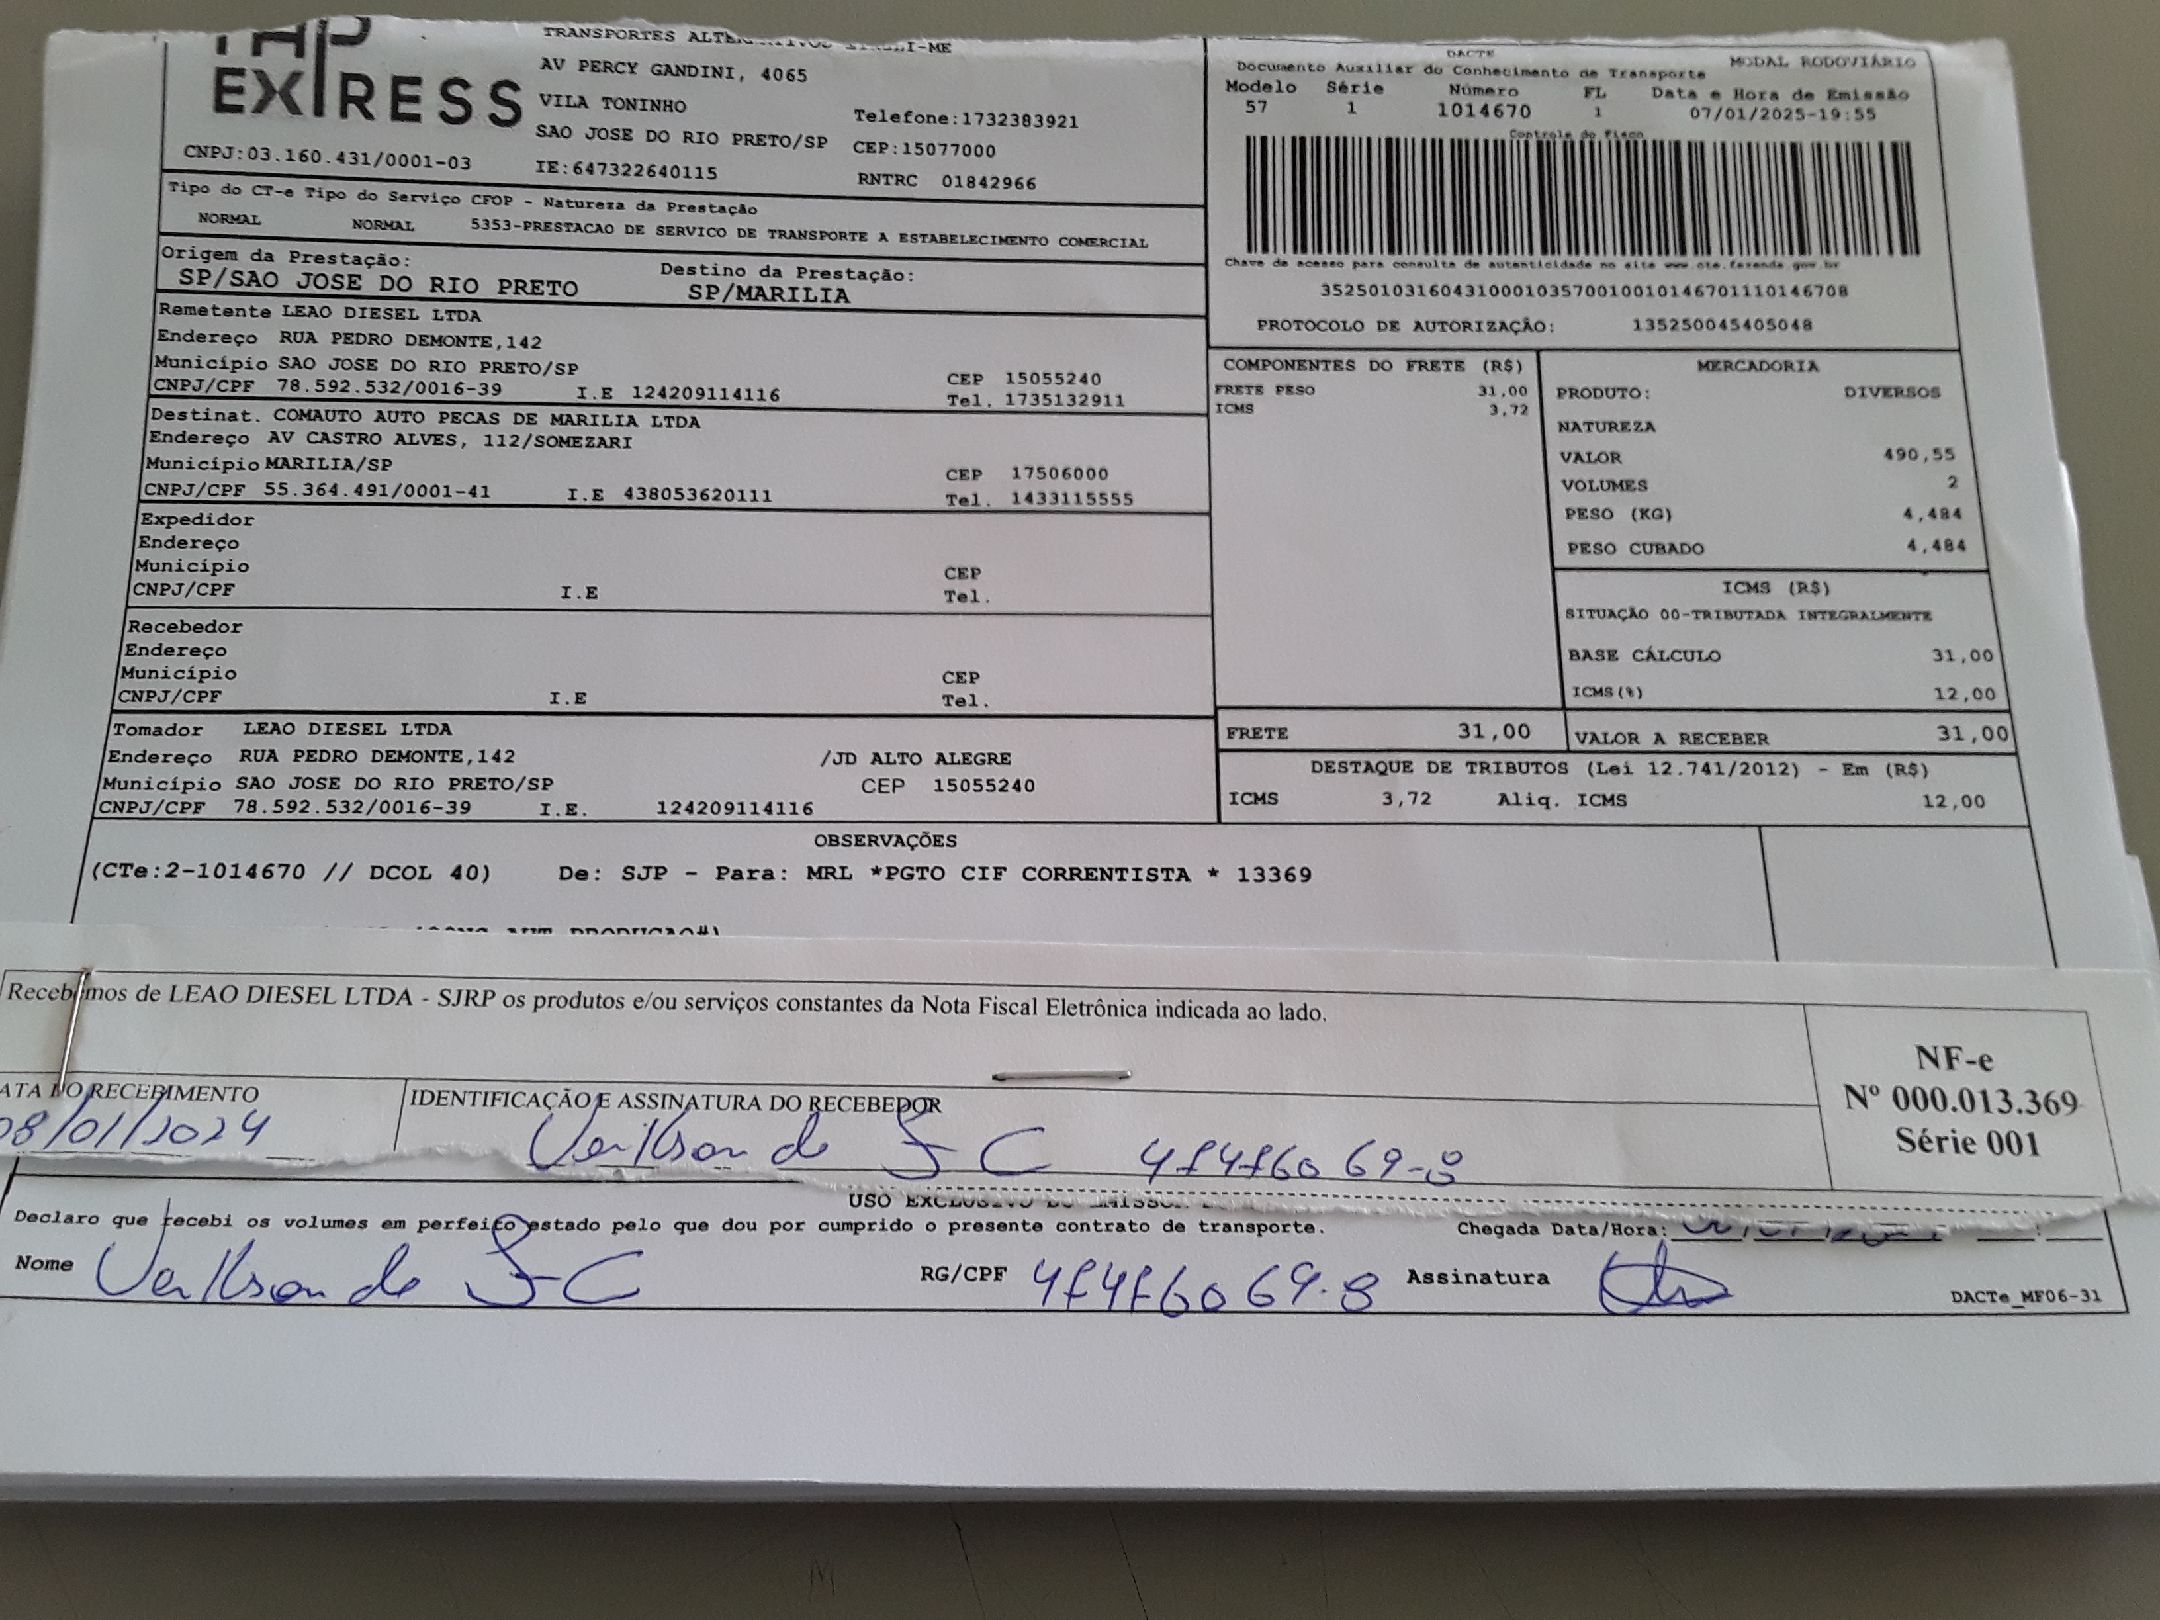 TAP
EXPRESS
TRANSPORTES ALTERNATIVOS EIRELI-ME
AV PERCY GANDINI, 4065
VILA TONINHO
Telefone:1732383921
SAO JOSE DO RIO PRETO/SP CEP:15077000
CNPJ:03.160.431/0001-03 IE:647322640115 RNTRC 01842966
DACTE MODAL RODOVIÁRIO
Documento Auxiliar do Conhecimento de Transporte
Modelo Série Número FL Data e Hora de Emissão
57 1 1014670 1 07/01/2025-19:55
Controle do Fisco
Chave de acesso para consulta de autenticidade no site www.cte.fazenda.gov.br
35250103160431000103570010010146701110146708
PROTOCOLO DE AUTORIZAÇÃO: 135250045405048
Tipo do CT-e Tipo do Serviço CFOP - Natureza da Prestação
NORMAL NORMAL 5353-PRESTACAO DE SERVICO DE TRANSPORTE A ESTABELECIMENTO COMERCIAL
Origem da Prestação: Destino da Prestação:
SP/SAO JOSE DO RIO PRETO SP/MARILIA
Remetente LEAO DIESEL LTDA
Endereço RUA PEDRO DEMONTE,142
Município SAO JOSE DO RIO PRETO/SP CEP 15055240
CNPJ/CPF 78.592.532/0016-39 I.E 124209114116 Tel. 1735132911
Destinat. COMAUTO AUTO PECAS DE MARILIA LTDA
Endereço AV CASTRO ALVES, 112/SOMEZARI
Município MARILIA/SP CEP 17506000
CNPJ/CPF 55.364.491/0001-41 I.E 438053620111 Tel. 1433115555
Expedidor
Endereço
Município CEP
CNPJ/CPF I.E Tel.
Recebedor
Endereço
Município CEP
CNPJ/CPF I.E Tel.
Tomador LEAO DIESEL LTDA
Endereço RUA PEDRO DEMONTE,142 /JD ALTO ALEGRE
Município SAO JOSE DO RIO PRETO/SP CEP 15055240
CNPJ/CPF 78.592.532/0016-39 I.E. 124209114116
COMPONENTES DO FRETE (R$)
FRETE PESO 31,00
ICMS 3,72
MERCADORIA
PRODUTO: DIVERSOS
NATUREZA
VALOR 490,55
VOLUMES 2
PESO (KG) 4,484
PESO CUBADO 4,484
ICMS (R$)
SITUAÇÃO 00-TRIBUTADA INTEGRALMENTE
BASE CÁLCULO 31,00
ICMS(%) 12,00
FRETE 31,00 VALOR A RECEBER 31,00
DESTAQUE DE TRIBUTOS (Lei 12.741/2012) - Em (R$)
ICMS 3,72 Aliq. ICMS 12,00
OBSERVAÇÕES
(CTe:2-1014670 // DCOL 40) De: SJP - Para: MRL *PGTO CIF CORRENTISTA * 13369
Recebemos de LEAO DIESEL LTDA - SJRP os produtos e/ou serviços constantes da Nota Fiscal Eletrônica indicada ao lado.
ATA DO RECEBIMENTO IDENTIFICAÇÃO E ASSINATURA DO RECEBEDOR
08/01/2024
NF-e
Nº 000.013.369
Série 001
USO EXCLUSIVO DO EMISSOR
Declaro que recebi os volumes em perfeito estado pelo que dou por cumprido o presente contrato de transporte. Chegada Data/Hora:
Nome RG/CPF Assinatura
DACTe_MF06-31